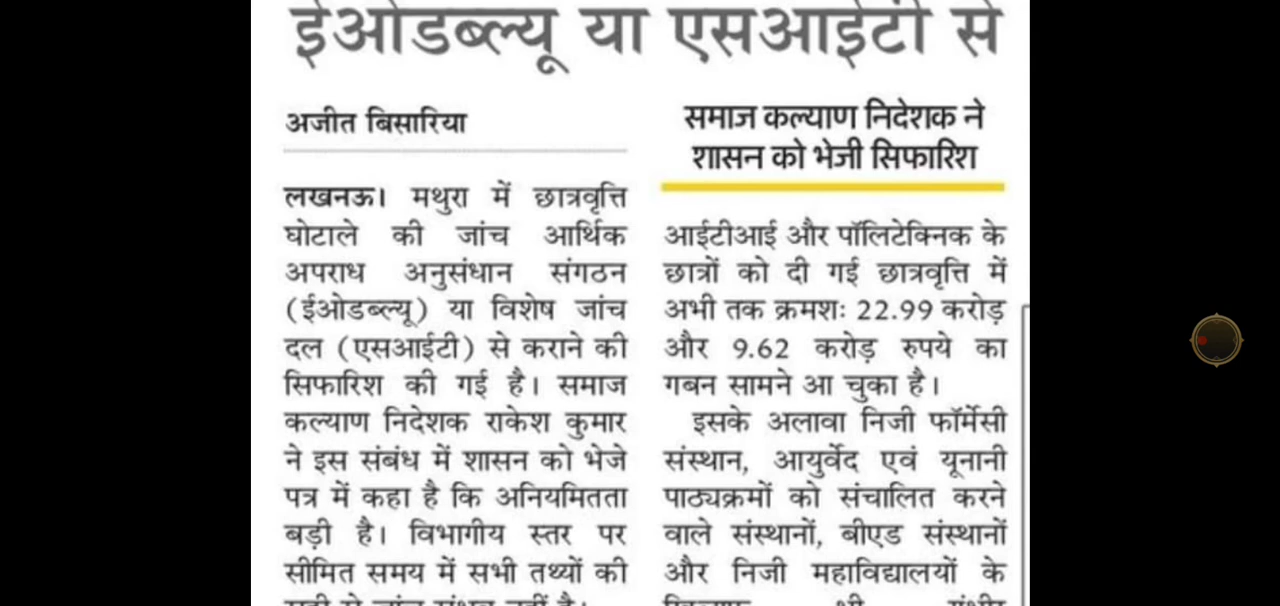 ईओडब्ल्यू या एसआईटी से
अजीत बिसारिया
लखनऊ। मथुरा में छात्रवृत्ति
घोटाले की जांच आर्थिक
अपराध अनुसंधान संगठन
(ईओडब्ल्यू) या विशेष जांच
दल (एसआईटी) से कराने की
सिफारिश की गई है। समाज
कल्याण निदेशक राकेश कुमार
ने इस संबंध में शासन को भेजे
पत्र में कहा है कि अनियमितता
बड़ी है। विभागीय स्तर पर
सीमित समय में सभी तथ्यों की
समाज कल्याण निदेशक ने
शासन को भेजी सिफारिश
आईटीआई और पॉलिटेक्निक के
छात्रों को दी गई छात्रवृत्ति में
अभी तक क्रमशः 22.99 करोड़
और 9.62 करोड़ रुपये का
गबन सामने आ चुका है।
इसके अलावा निजी फॉर्मेसी
संस्थान, आयुर्वेद एवं यूनानी
पाठ्यक्रमों को संचालित करने
वाले संस्थानों, बीएड संस्थानों
और निजी महाविद्यालयों के